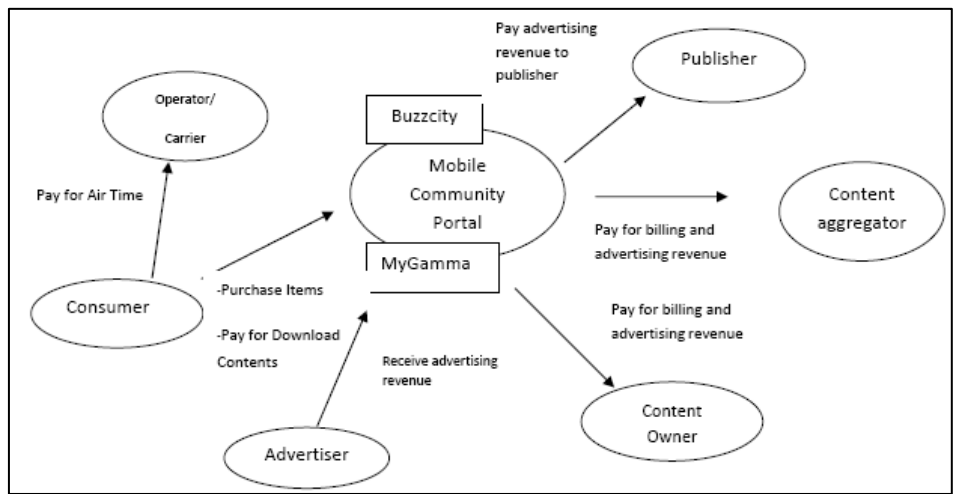 Pay advertising
revenue to
publisher
Publisher
Operator/
Carrier
Buzzcity
Mobile
Community
Portal
MyGamma
Pay for Air Time
Content
aggregator
Pay for billing and
advertising revenue
Consumer
-Purchase Items
-Pay for Download
Contents
Pay for billing and
advertising revenue
Receive advertising
revenue
Content
Owner
Advertiser